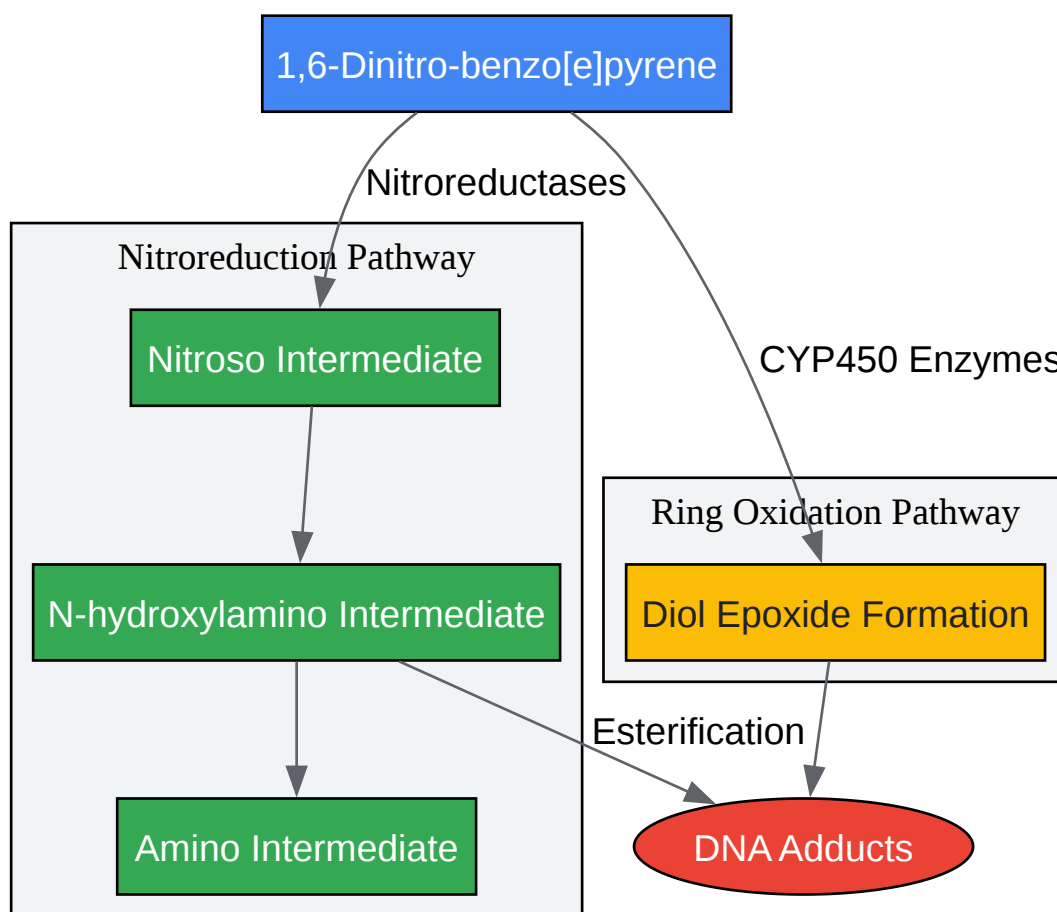 1,6-Dinitro-benzo[e]pyrene
Nitroreductases
Nitroreduction Pathway
Nitroso Intermediate
CYP450 Enzymes
Ring Oxidation Pathway
N-hydroxylamino Intermediate
Diol Epoxide Formation
Esterification
Amino Intermediate
DNA Adducts